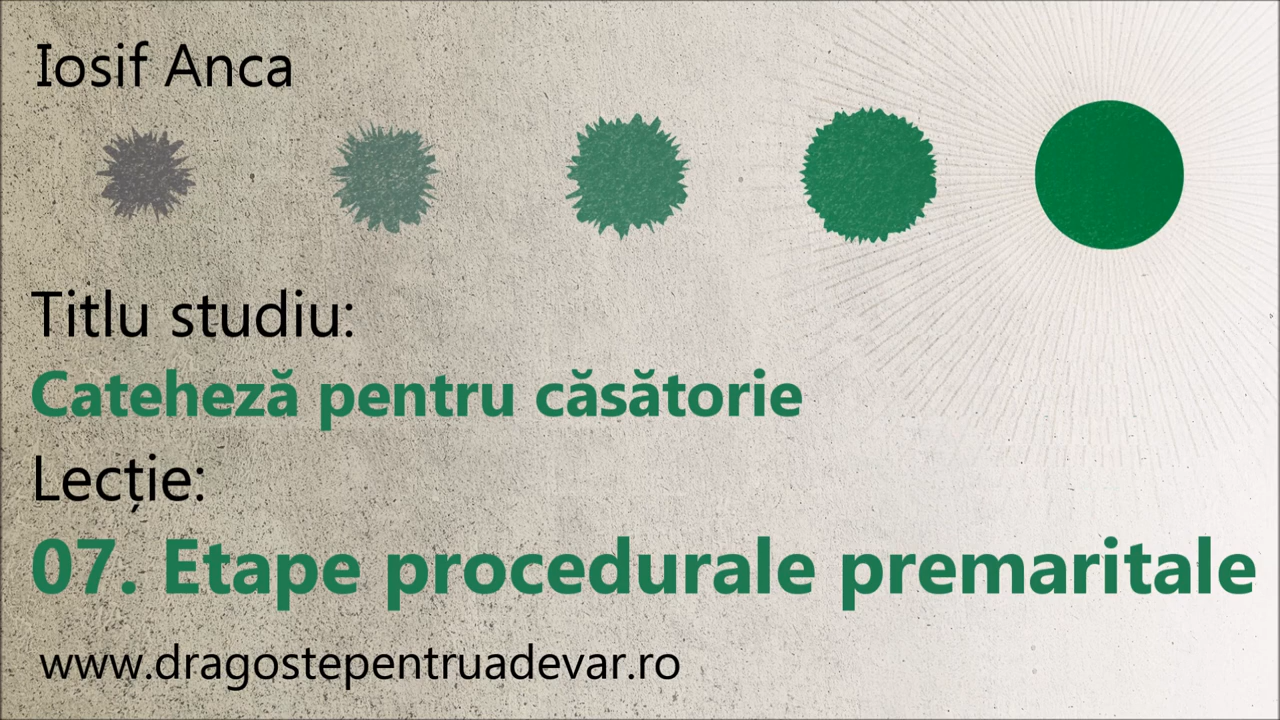 Iosif Anca
Titlu studiu:
Cateheză pentru căsătorie
Lecție:
07. Etape procedurale premaritale
www.dragostepentruadevar.ro